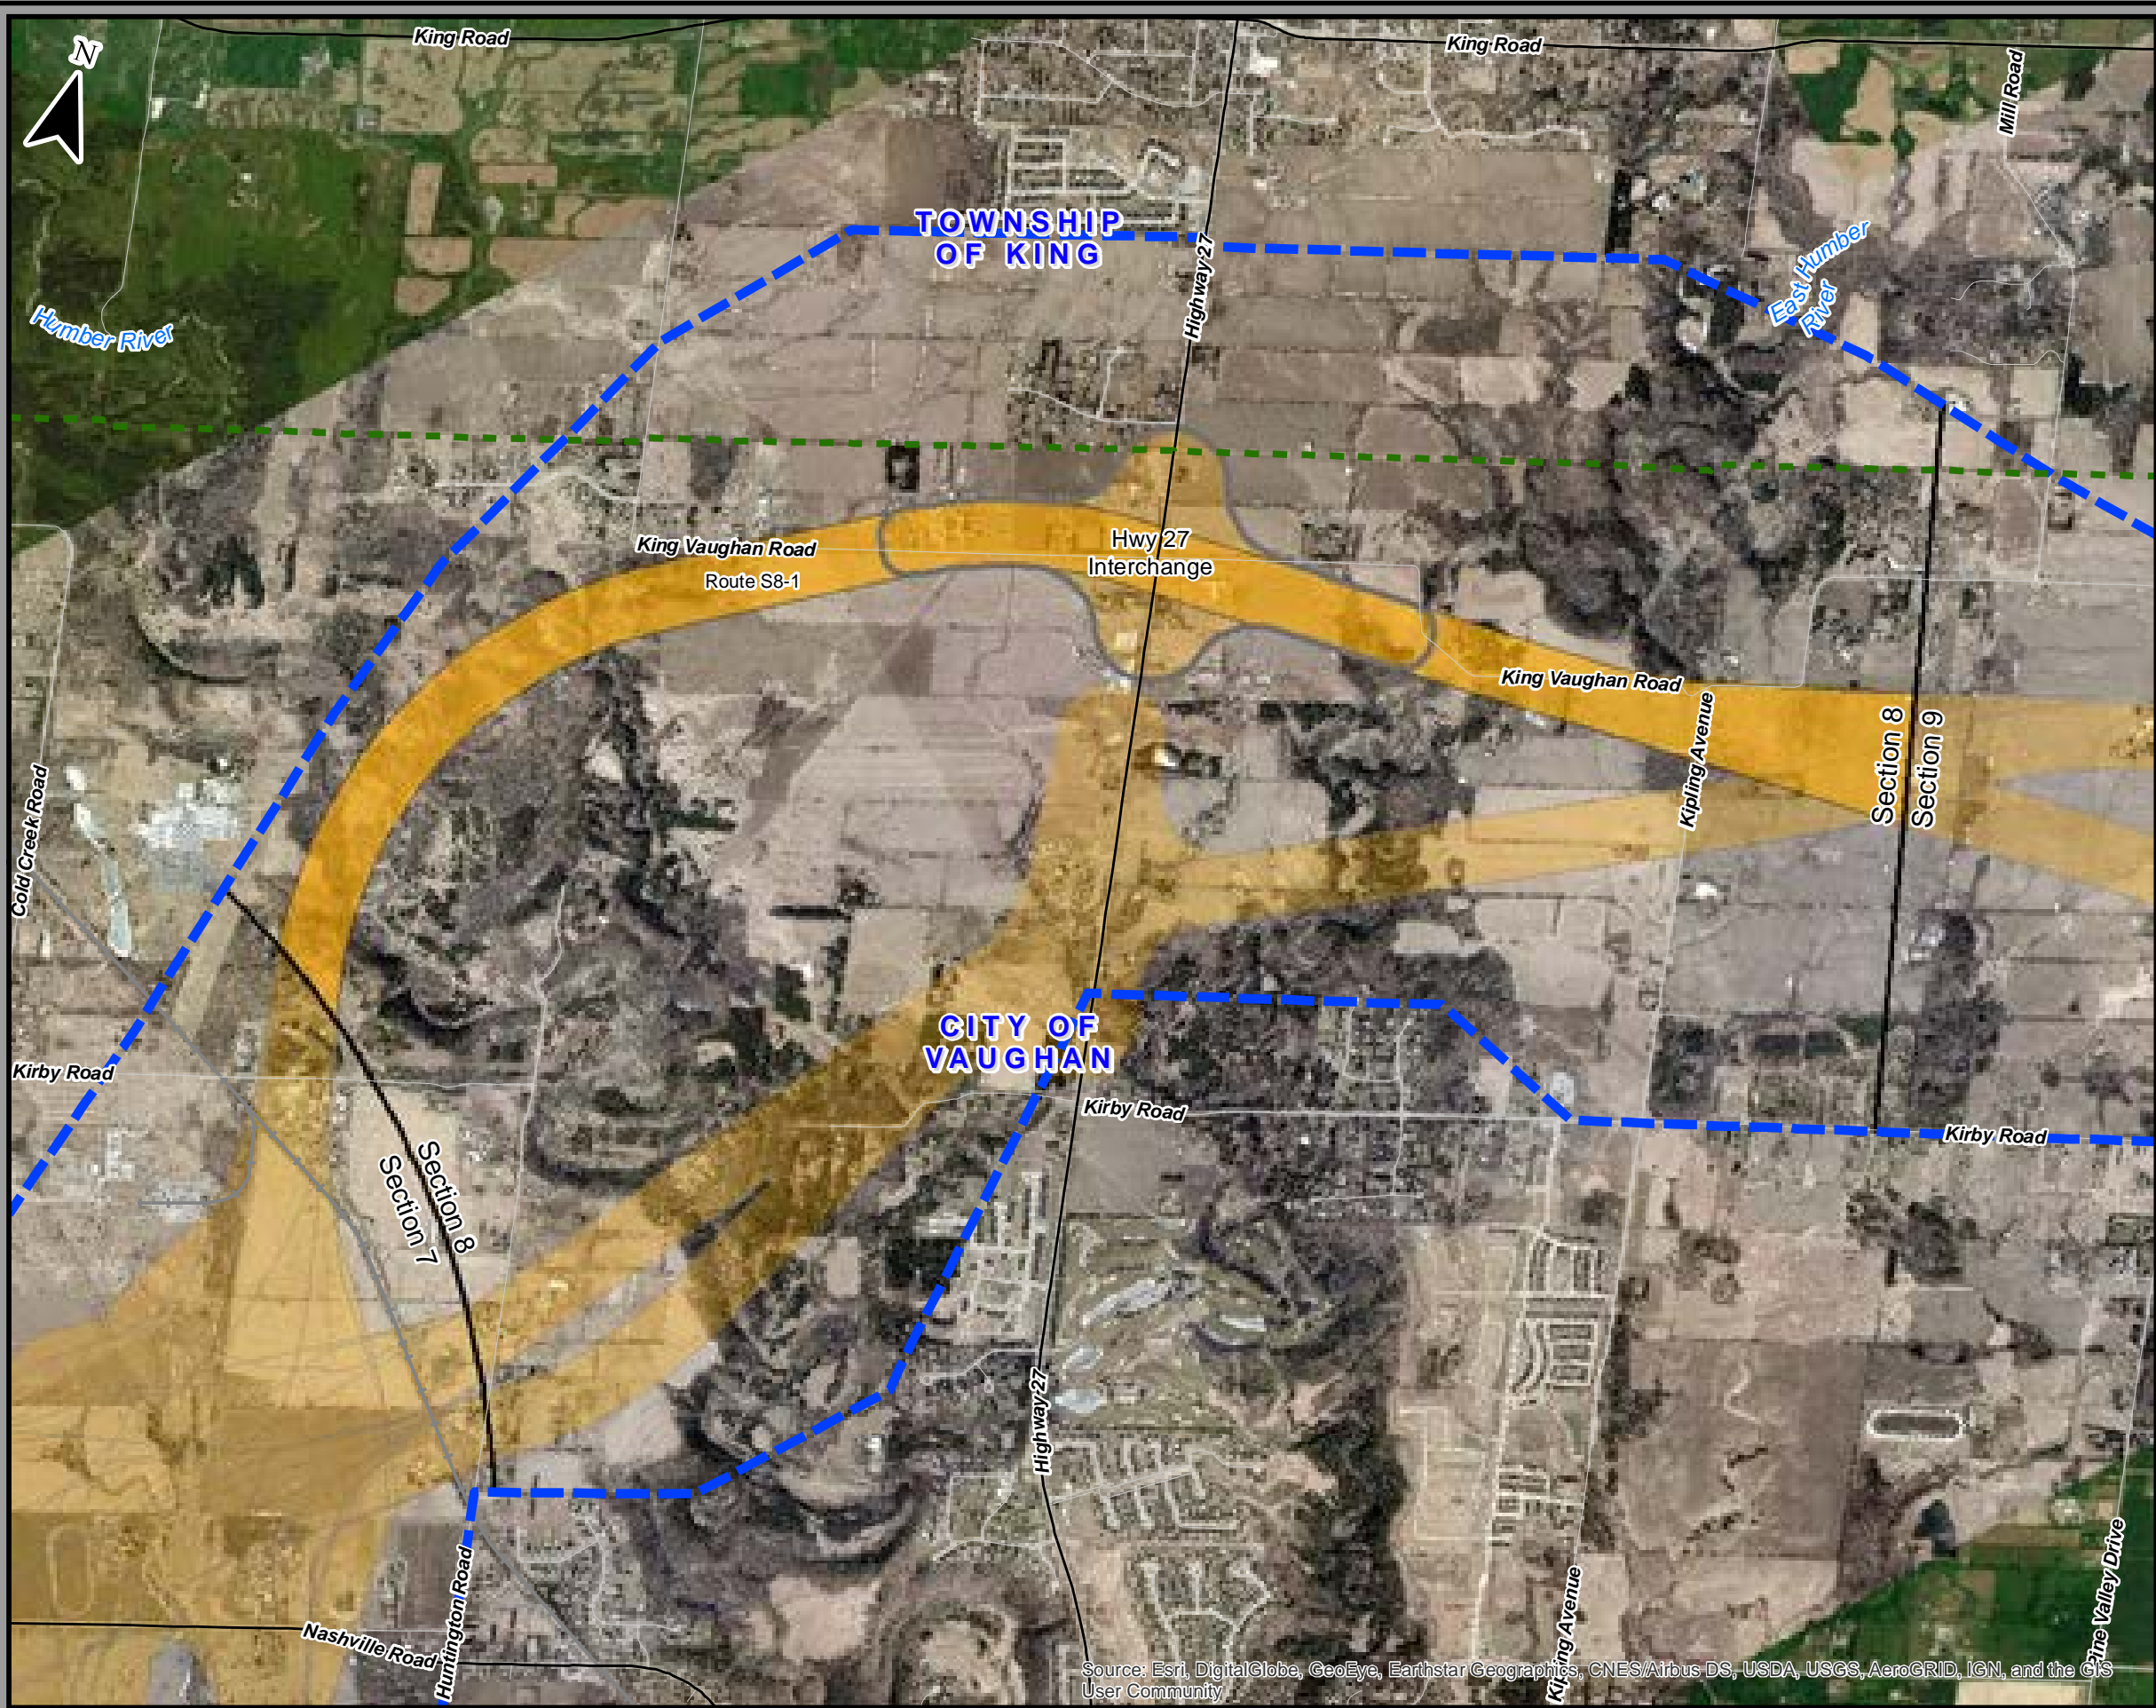 King Road
King Road
N
Mill Road
TOWNSHIP
OF KING
Highway 27
East Humber
River
Humber River
King Vaughan Road
Route S8-1
Hwy 27
Interchange
King Vaughan Road
Kipling Avenue
Section 8
Section 9
Cold Creek Road
CITY OF
VAUGHAN
Kirby Road
Kirby Road
Kirby Road
Section 8
Section 7
Highway 27
Huntington Road
Nashville Road
Kipling Avenue
Pine Valley Drive
Source: Esri, DigitalGlobe, GeoEye, Earthstar Geographics, CNES/Airbus DS, USDA, USGS, AeroGRID, IGN, and the GIS
User Community